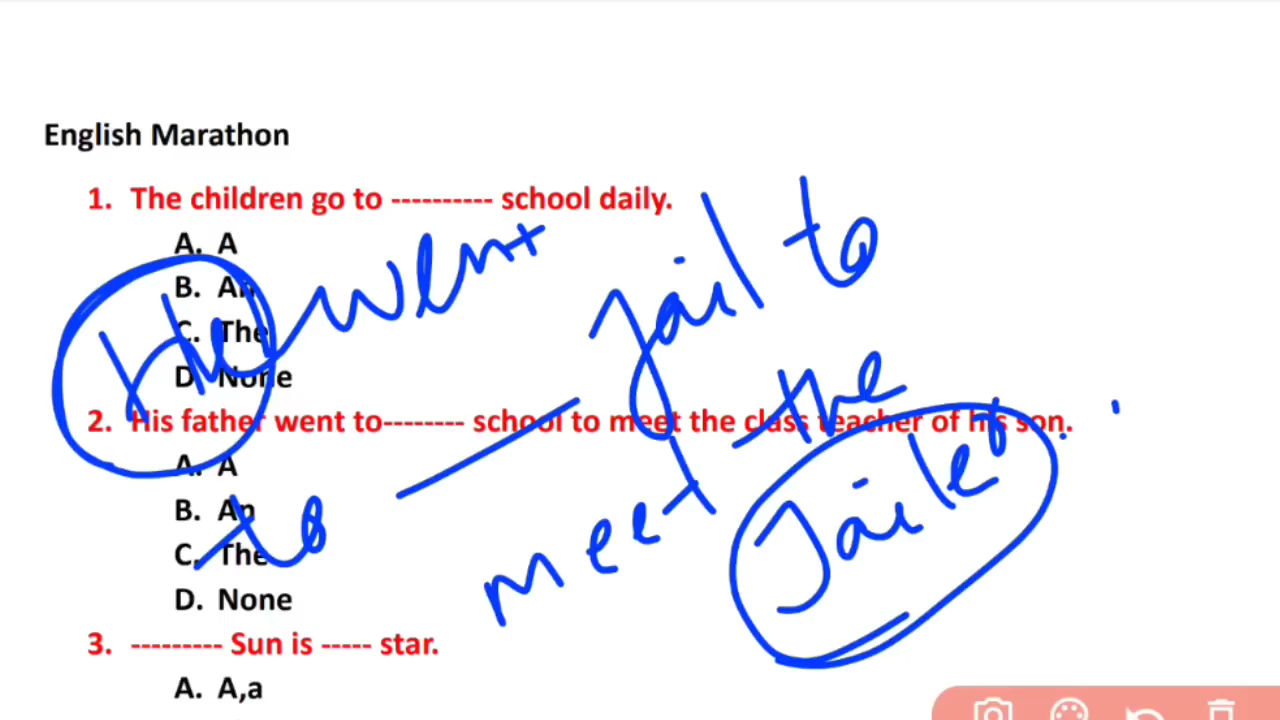 English Marathon
1. The children go to ---------- school daily.
A. A
B. An
C. The
D. None
2. His father went to-------- school to meet the class teacher of his son.
A. A
B. An
C. The
D. None
3. --------- Sun is ----- star.
A. A,a
He went
to — Jail to
meet the
Jailer